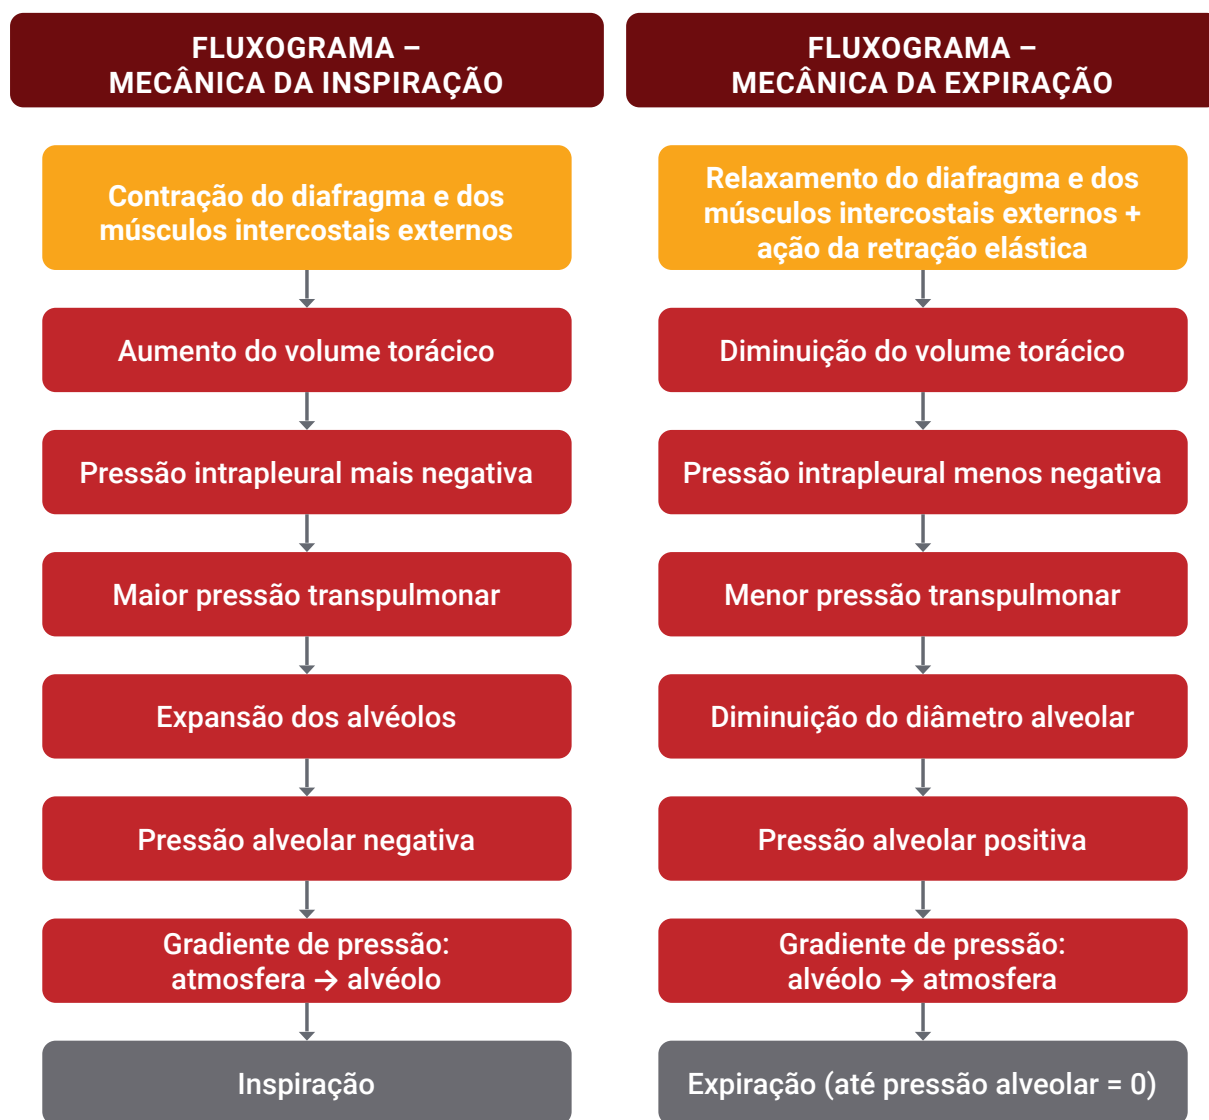 FLUXOGRAMA –
MECÂNICA DA INSPIRAÇÃO
Contração do diafragma e dos
músculos intercostais externos
Aumento do volume torácico
Pressão intrapleural mais negativa
Maior pressão transpulmonar
Expansão dos alvéolos
Pressão alveolar negativa
Gradiente de pressão:
atmosfera → alvéolo
Inspiração
FLUXOGRAMA –
MECÂNICA DA EXPIRAÇÃO
Relaxamento do diafragma e dos
músculos intercostais externos +
ação da retração elástica
Diminuição do volume torácico
Pressão intrapleural menos negativa
Menor pressão transpulmonar
Diminuição do diâmetro alveolar
Pressão alveolar positiva
Gradiente de pressão:
alvéolo → atmosfera
Expiração (até pressão alveolar = 0)